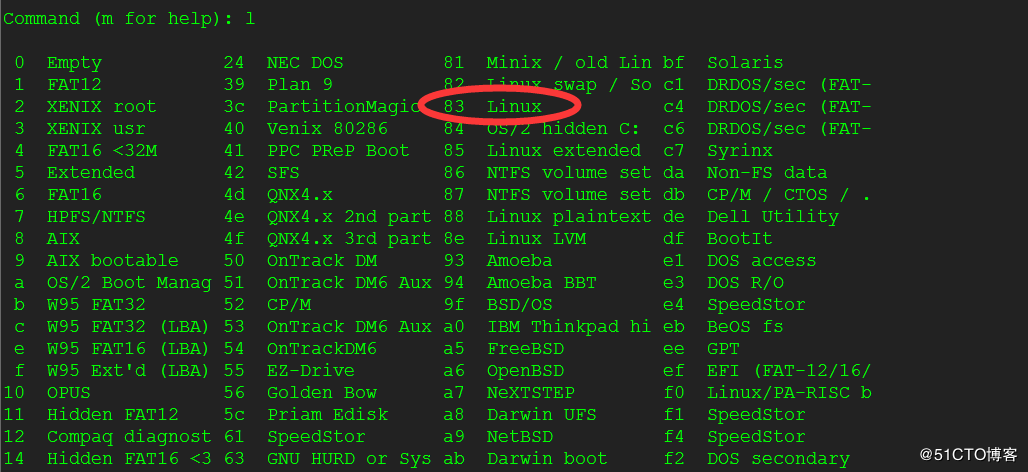 Command (m for help): l
0 Empty 24 NEC DOS 81 Minix / old Lin bf Solaris
1 FAT12 39 Plan 9 82 Linux swap / So c1 DRDOS/sec (FAT-
2 XENIX root 3c PartitionMagic 83 Linux c4 DRDOS/sec (FAT-
3 XENIX usr 40 Venix 80286 84 OS/2 hidden C: c6 DRDOS/sec (FAT-
4 FAT16 <32M 41 PPC PReP Boot 85 Linux extended c7 Syrinx
5 Extended 42 SFS 86 NTFS volume set da Non-FS data
6 FAT16 4d QNX4.x 87 NTFS volume set db CP/M / CTOS / .
7 HPFS/NTFS 4e QNX4.x 2nd part 88 Linux plaintext de Dell Utility
8 AIX 4f QNX4.x 3rd part 8e Linux LVM df BootIt
9 AIX bootable 50 OnTrack DM 93 Amoeba e1 DOS access
a OS/2 Boot Manag 51 OnTrack DM6 Aux 94 Amoeba BBT e3 DOS R/O
b W95 FAT32 52 CP/M 9f BSD/OS e4 SpeedStor
c W95 FAT32 (LBA) 53 OnTrack DM6 Aux a0 IBM Thinkpad hi eb BeOS fs
e W95 FAT16 (LBA) 54 OnTrackDM6 a5 FreeBSD ee GPT
f W95 Ext'd (LBA) 55 EZ-Drive a6 OpenBSD ef EFI (FAT-12/16/
10 OPUS 56 Golden Bow a7 NeXTSTEP f0 Linux/PA-RISC b
11 Hidden FAT12 5c Priam Edisk a8 Darwin UFS f1 SpeedStor
12 Compaq diagnost 61 SpeedStor a9 NetBSD f4 SpeedStor
14 Hidden FAT16 <3 63 GNU HURD or Sys ab Darwin boot f2 DOS secondary
@51CTO博客